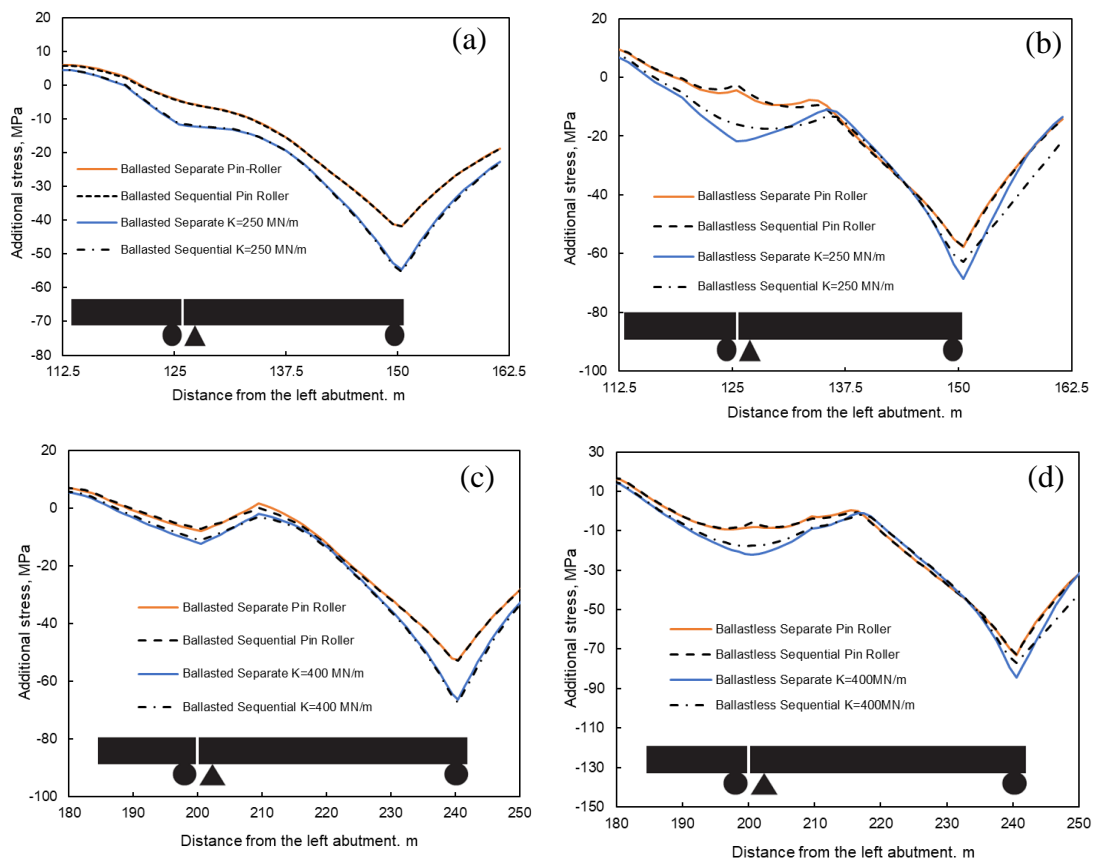 (a)
20
10
0
-10
-20
-30
-40
-50
-60
-70
-80
Additional stress, MPa
Ballasted Separate Pin-Roller
Ballasted Sequential Pin Roller
Ballasted Separate K=250 MN/m
Ballasted Sequential K=250 MN/m
112.5 125 137.5 150 162.5
Distance from the left abutment. m
(b)
20
0
-20
-40
-60
-80
-100
Additional stress, MPa
Ballastless Separate Pin Roller
Ballastless Sequential Pin Roller
Ballastless Separate K=250 MN/m
Ballastless Sequential K=250 MN/m
112.5 125 137.5 150 162.5
Distance from the left abutment. m
(c)
20
0
-20
-40
-60
-80
-100
Additional stress, MPa
Ballasted Separate Pin Roller
Ballasted Sequential Pin Roller
Ballasted Separate K=400 MN/m
Ballasted Sequential K=400 MN/m
180 190 200 210 220 230 240 250
Distance from the left abutment. m
(d)
30
10
-10
-30
-50
-70
-90
-110
-130
-150
Additional stress, MPa
Ballastless Separate Pin Roller
Ballastless Sequential Pin Roller
Ballastless Separate K=400MN/m
Ballastless Sequential K=400MN/m
180 190 200 210 220 230 240 250
Distance from the left abutment. m